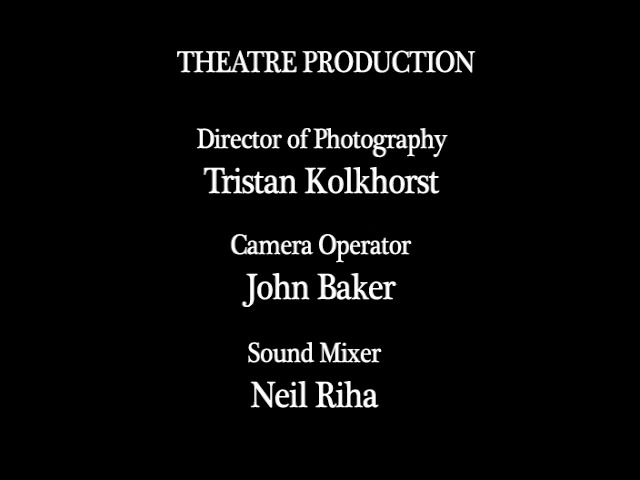 THEATRE PRODUCTION
Director of Photography
Tristan Kolkhorst
Camera Operator
John Baker
Sound Mixer
Neil Riha